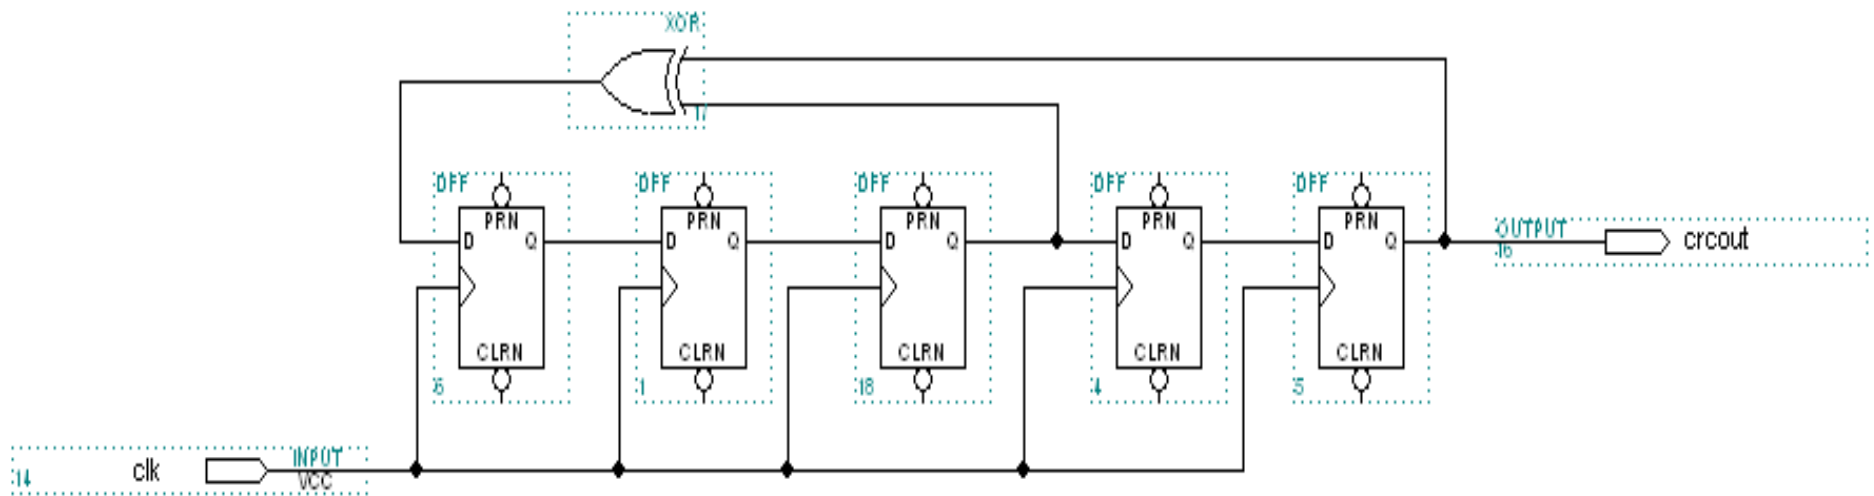 XOR
17
DFF
PRN
D
Q
CLRN
6
DFF
PRN
D
Q
CLRN
1
DFF
PRN
D
Q
CLRN
18
DFF
PRN
D
Q
CLRN
4
DFF
PRN
D
Q
CLRN
5
OUTPUT
16
crcout
14
clk
INPUT
VCC